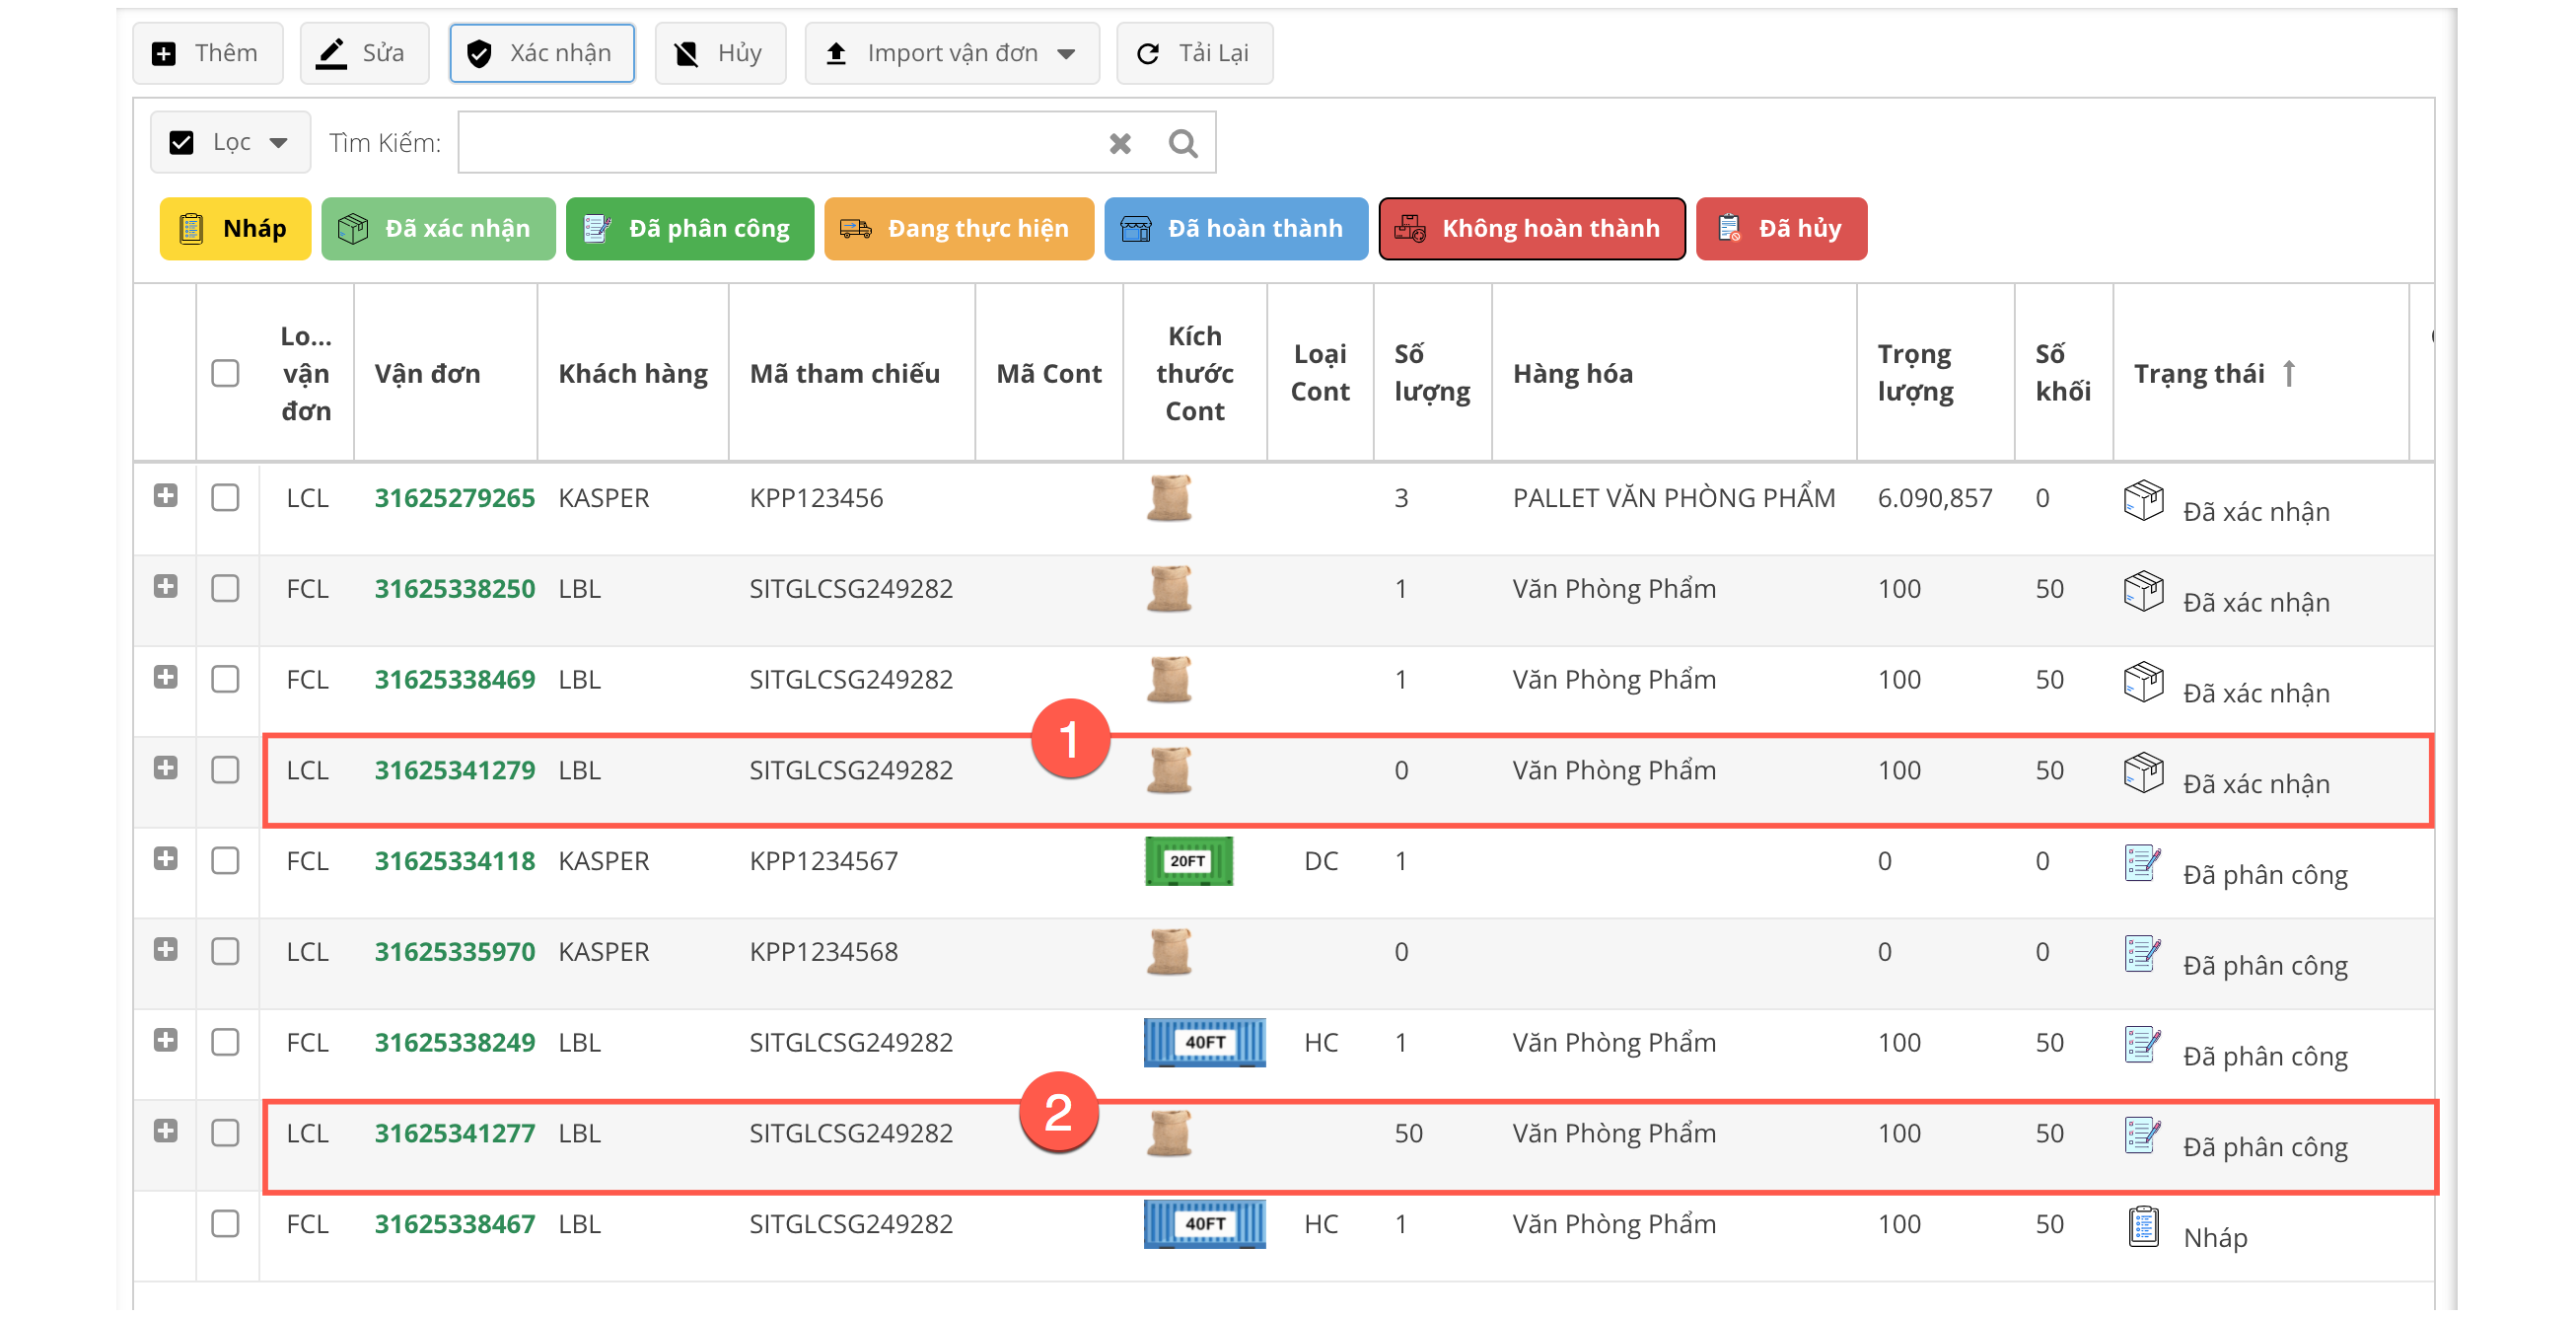 Thêm Sửa Xác nhận Hủy Import vận đơn Tải Lại
Lọc Tìm Kiếm:
Nháp Đã xác nhận Đã phân công Đang thực hiện Đã hoàn thành Không hoàn thành Đã hủy
Lo... vận đơn Vận đơn Khách hàng Mã tham chiếu Mã Cont Kích thước Cont Loại Cont Số lượng Hàng hóa Trọng lượng Số khối Trạng thái
LCL 31625279265 KASPER KPP123456 3 PALLET VĂN PHÒNG PHẨM 6.090,857 0 Đã xác nhận
FCL 31625338250 LBL SITGLCSG249282 1 Văn Phòng Phẩm 100 50 Đã xác nhận
FCL 31625338469 LBL SITGLCSG249282 1 Văn Phòng Phẩm 100 50 Đã xác nhận
1
LCL 31625341279 LBL SITGLCSG249282 0 Văn Phòng Phẩm 100 50 Đã xác nhận
FCL 31625334118 KASPER KPP1234567 20FT DC 1 0 0 Đã phân công
LCL 31625335970 KASPER KPP1234568 0 0 0 Đã phân công
FCL 31625338249 LBL SITGLCSG249282 40FT HC 1 Văn Phòng Phẩm 100 50 Đã phân công
2
LCL 31625341277 LBL SITGLCSG249282 50 Văn Phòng Phẩm 100 50 Đã phân công
FCL 31625338467 LBL SITGLCSG249282 40FT HC 1 Văn Phòng Phẩm 100 50 Nháp